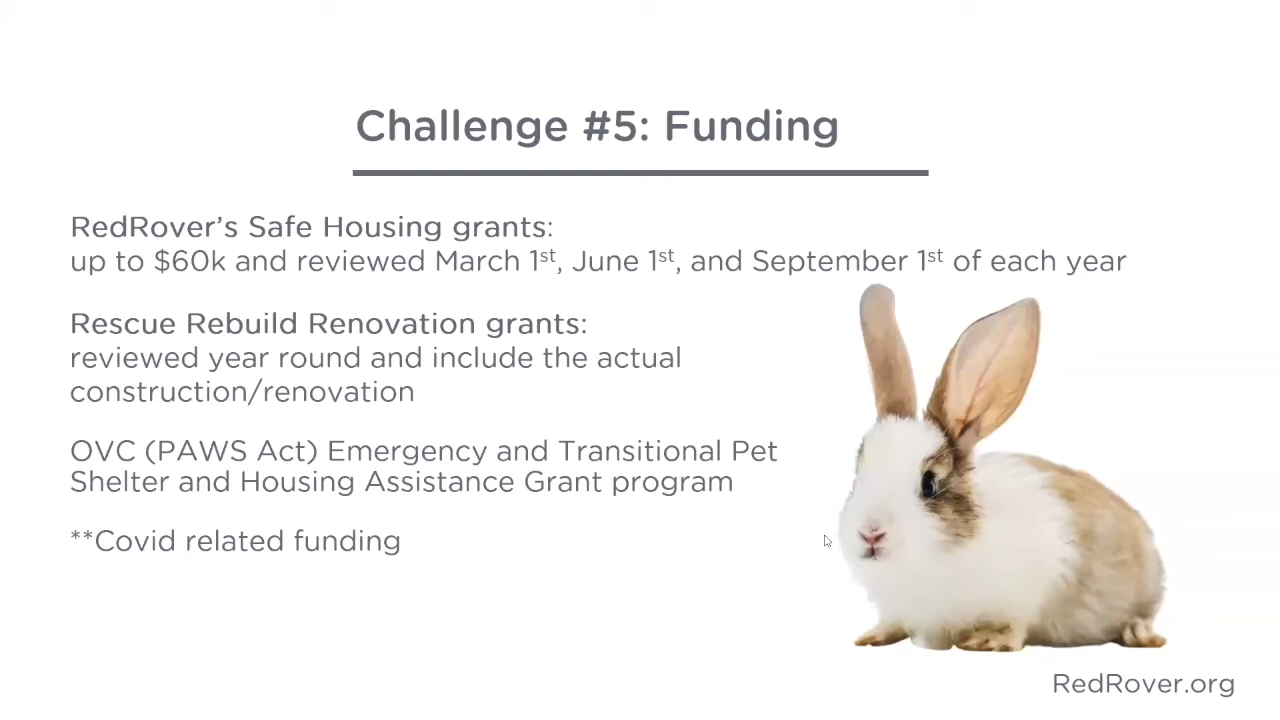 Challenge #5: Funding
RedRover’s Safe Housing grants:
up to $60k and reviewed March 1st, June 1st, and September 1st of each year
Rescue Rebuild Renovation grants:
reviewed year round and include the actual
construction/renovation
OVC (PAWS Act) Emergency and Transitional Pet
Shelter and Housing Assistance Grant program
**Covid related funding
RedRover.org